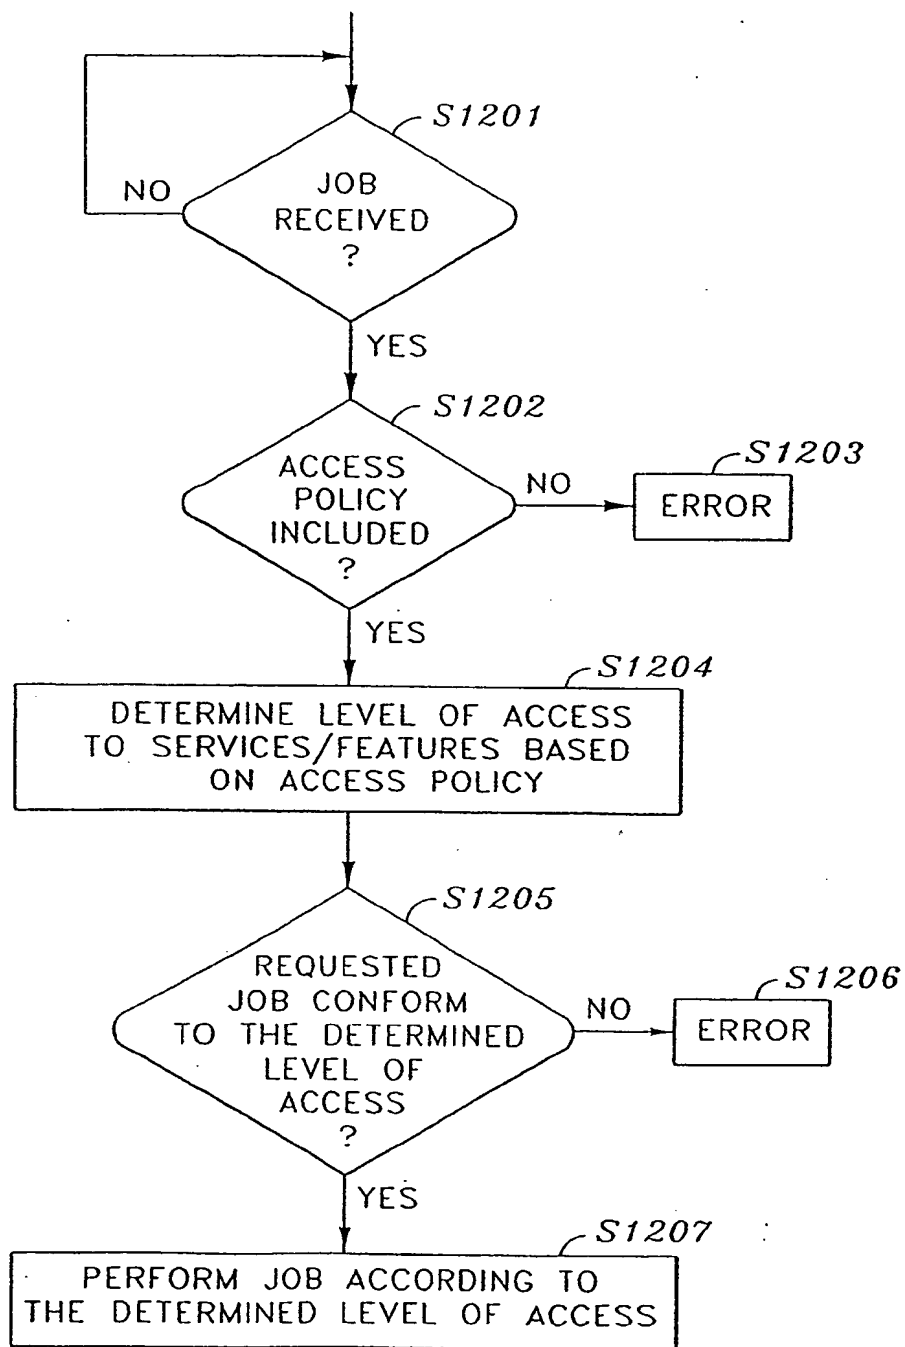 S1201
JOB
RECEIVED
?
NO
YES
S1202
ACCESS
POLICY
INCLUDED
?
NO
S1203
ERROR
YES
S1204
DETERMINE LEVEL OF ACCESS
TO SERVICES/FEATURES BASED
ON ACCESS POLICY
S1205
REQUESTED
JOB CONFORM
TO THE DETERMINED
LEVEL OF
ACCESS
?
NO
S1206
ERROR
YES
S1207
PERFORM JOB ACCORDING TO
THE DETERMINED LEVEL OF ACCESS